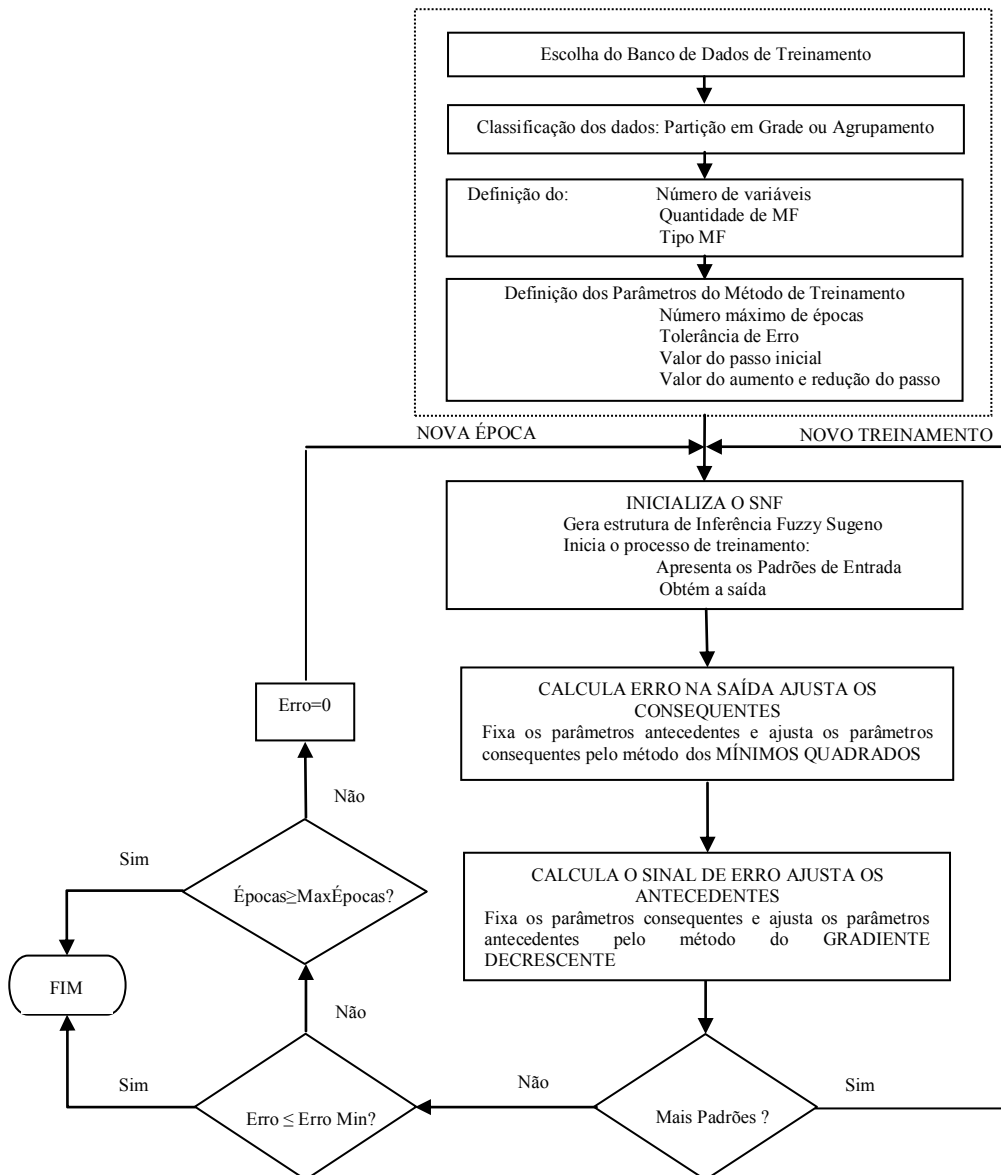 Escolha do Banco de Dados de Treinamento
Classificação dos dados: Partição em Grade ou Agrupamento
Definição do: Número de variáveis
Quantidade de MF
Tipo MF
Definição dos Parâmetros do Método de Treinamento
Número máximo de épocas
Tolerância de Erro
Valor do passo inicial
Valor do aumento e redução do passo
NOVA ÉPOCA
NOVO TREINAMENTO
INICIALIZA O SNF
Gera estrutura de Inferência Fuzzy Sugeno
Inicia o processo de treinamento:
Apresenta os Padrões de Entrada
Obtém a saída
CALCULA ERRO NA SAÍDA AJUSTA OS
CONSEQUENTES
Fixa os parâmetros antecedentes e ajusta os parâmetros
consequentes pelo método dos MÍNIMOS QUADRADOS
Erro=0
Não
Sim
Épocas≥MaxÉpocas?
CALCULA O SINAL DE ERRO AJUSTA OS
ANTECEDENTES
Fixa os parâmetros consequentes e ajusta os parâmetros
antecedentes pelo método do GRADIENTE
DECRESCENTE
FIM
Não
Sim
Erro ≤ Erro Min?
Não
Mais Padrões ?
Sim